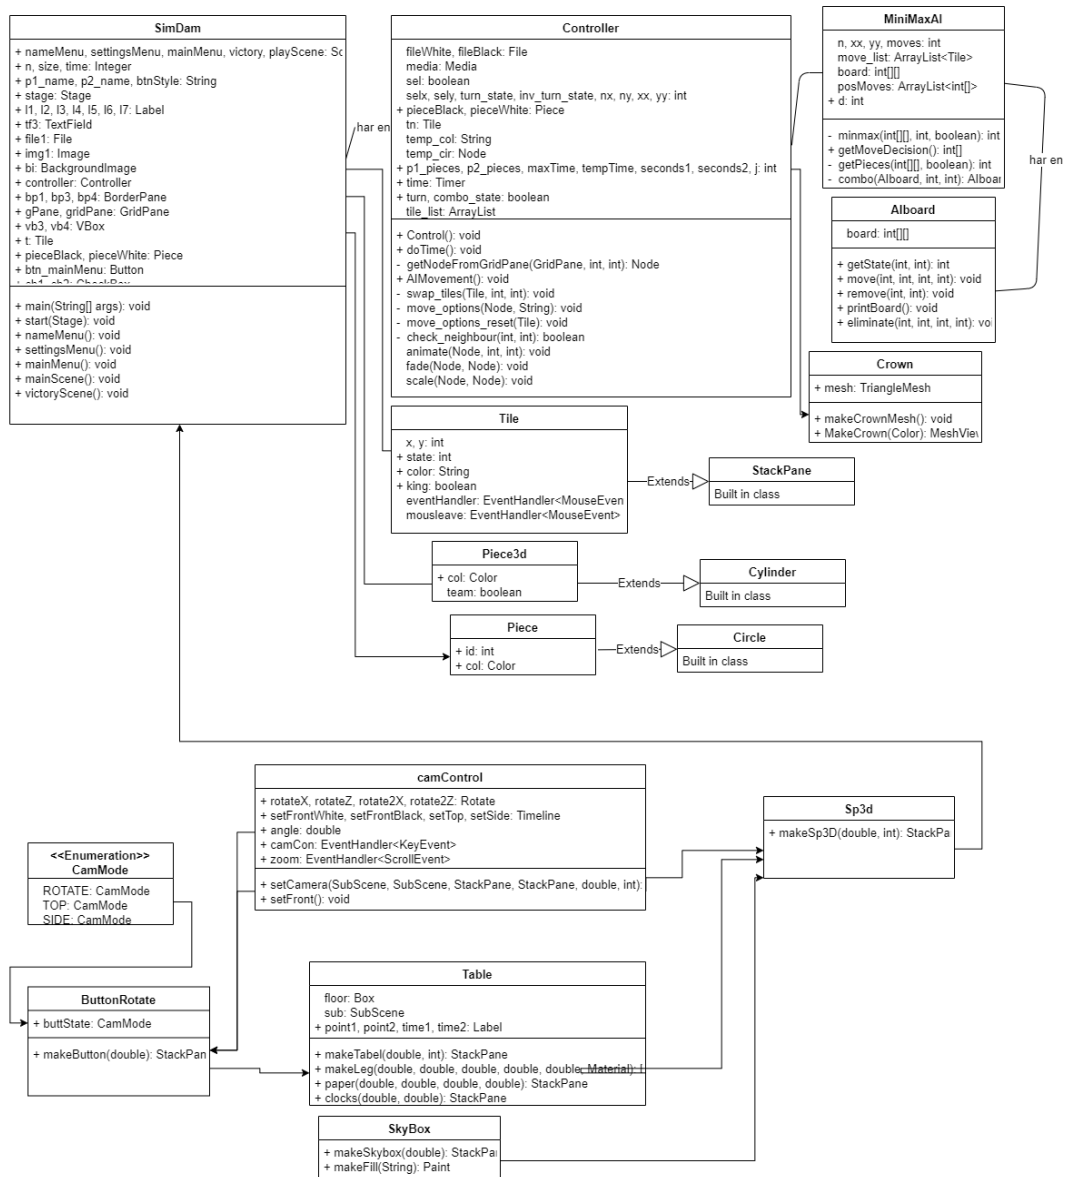 SimDam
+ nameMenu, settingsMenu, mainMenu, victory, playScene: Sc
+ n, size, time: Integer
+ p1_name, p2_name, btnStyle: String
+ stage: Stage
+ l1, l2, l3, l4, l5, l6, l7: Label
+ tf3: TextField
+ file1: File
+ img1: Image
+ bi: BackgroundImage
+ controller: Controller
+ bp1, bp3, bp4: BorderPane
+ gPane, gridPane: GridPane
+ vb3, vb4: VBox
+ t: Tile
+ pieceBlack, pieceWhite: Piece
+ btn_mainMenu: Button
+ cb1, cb2: CheckBox
+ main(String[] args): void
+ start(Stage): void
+ nameMenu(): void
+ settingsMenu(): void
+ mainMenu(): void
+ mainScene(): void
+ victoryScene(): void
har en
Controller
fileWhite, fileBlack: File
media: Media
sel: boolean
selx, sely, turn_state, inv_turn_state, nx, ny, xx, yy: int
+ pieceBlack, pieceWhite: Piece
tn: Tile
temp_col: String
temp_cir: Node
+ p1_pieces, p2_pieces, maxTime, tempTime, seconds1, seconds2, j: int
+ time: Timer
+ turn, combo_state: boolean
tile_list: ArrayList
+ Control(): void
+ doTime(): void
- getNodeFromGridPane(GridPane, int, int): Node
+ AIMovement(): void
- swap_tiles(Tile, int, int): void
- move_options(Node, String): void
- move_options_reset(Tile): void
- check_neighbour(int, int): boolean
animate(Node, int, int): void
fade(Node, Node): void
scale(Node, Node): void
MiniMaxAI
n, xx, yy, moves: int
move_list: ArrayList<Tile>
board: int[][]
posMoves: ArrayList<int[]>
+ d: int
- minmax(int[][], int, boolean): int
+ getMoveDecision(): int[]
- getPieces(int[][], boolean): int
- combo(AIboard, int, int): AIboar
har en
AIboard
board: int[][]
+ getState(int, int): int
+ move(int, int, int, int): void
+ remove(int, int): void
+ printBoard(): void
+ eliminate(int, int, int, int): voi
Crown
+ mesh: TriangleMesh
+ makeCrownMesh(): void
+ MakeCrown(Color): MeshView
Tile
x, y: int
+ state: int
+ color: String
+ king: boolean
eventHandler: EventHandler<MouseEven
mousleave: EventHandler<MouseEvent>
Extends
StackPane
Built in class
Piece3d
+ col: Color
team: boolean
Extends
Cylinder
Built in class
Piece
+ id: int
+ col: Color
Extends
Circle
Built in class
camControl
+ rotateX, rotateZ, rotate2X, rotate2Z: Rotate
+ setFrontWhite, setFrontBlack, setTop, setSide: Timeline
+ angle: double
+ camCon: EventHandler<KeyEvent>
+ zoom: EventHandler<ScrollEvent>
+ setCamera(SubScene, SubScene, StackPane, StackPane, double, int):
+ setFront(): void
Sp3d
+ makeSp3D(double, int): StackPa
<<Enumeration>>
CamMode
ROTATE: CamMode
TOP: CamMode
SIDE: CamMode
ButtonRotate
+ buttState: CamMode
+ makeButton(double): StackPan
Table
floor: Box
sub: SubScene
+ point1, point2, time1, time2: Label
+ makeTabel(double, int): StackPane
+ makeLeg(double, double, double, double, double, Material): [
+ paper(double, double, double, double): StackPane
+ clocks(double, double): StackPane
SkyBox
+ makeSkybox(double): StackPa
+ makeFill(String): Paint